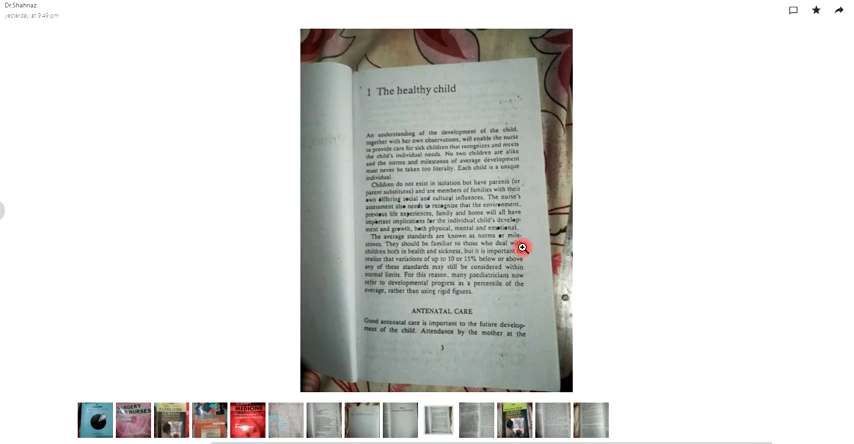 Dr.Shahnaz
yesterday at 9:49 pm
1 The healthy child
An understanding of the development of the child,
together with her own observations, will enable the nurse
to provide care for sick children that recognizes and meets
the child's individual needs. No two children are alike
and the norms and milestones of average development
must never be taken too literally. Each child is a unique
individual.
Children do not exist in isolation but have parents (or
parent substitutes) and are members of families with their
own differing social and cultural influences. The nurse's
assessment also needs to recognize that the environment,
previous life experiences, family and home will all have
important implications for the individual child's develop-
ment and growth, both physical, mental and emotional.
The average standards are known as norms or mile-
stones. They should be familiar to those who deal with
children both in health and sickness, but it is important
realize that variations of up to 10 or 15% below or above
any of these standards may still be considered within
normal limits. For this reason, many paediatricians now
refer to developmental progress as a percentile of the
average, rather than using rigid figures.
ANTENATAL CARE
Good antenatal care is important to the future develop-
ment of the child. Attendance by the mother at the
3
SURGERY
NURSES
MEDICINE